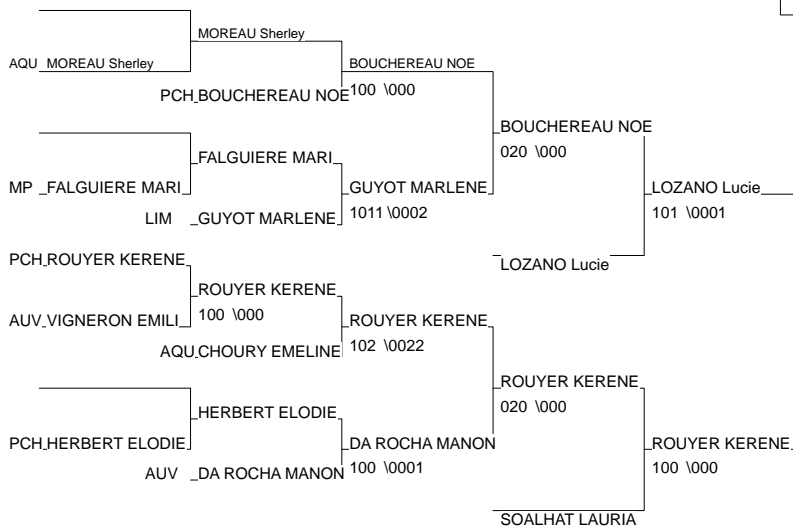 MOREAU Sherley
AQU MOREAU Sherley
BOUCHEREAU NOE
PCH BOUCHEREAU NOE 100 \000
BOUCHEREAU NOE
020 \000
FALGUIERE MARI
MP FALGUIERE MARI
GUYOT MARLENE
LOZANO Lucie
LIM GUYOT MARLENE 1011 \0002
101 \0001
PCH ROUYER KERENE
LOZANO Lucie
ROUYER KERENE
AUV VIGNERON EMILI 100 \000
ROUYER KERENE
AQU CHOURY EMELINE 102 \0022
ROUYER KERENE
020 \000
HERBERT ELODIE
PCH HERBERT ELODIE
DA ROCHA MANON
ROUYER KERENE
AUV DA ROCHA MANON 100 \0001
100 \000
SOALHAT LAURIA